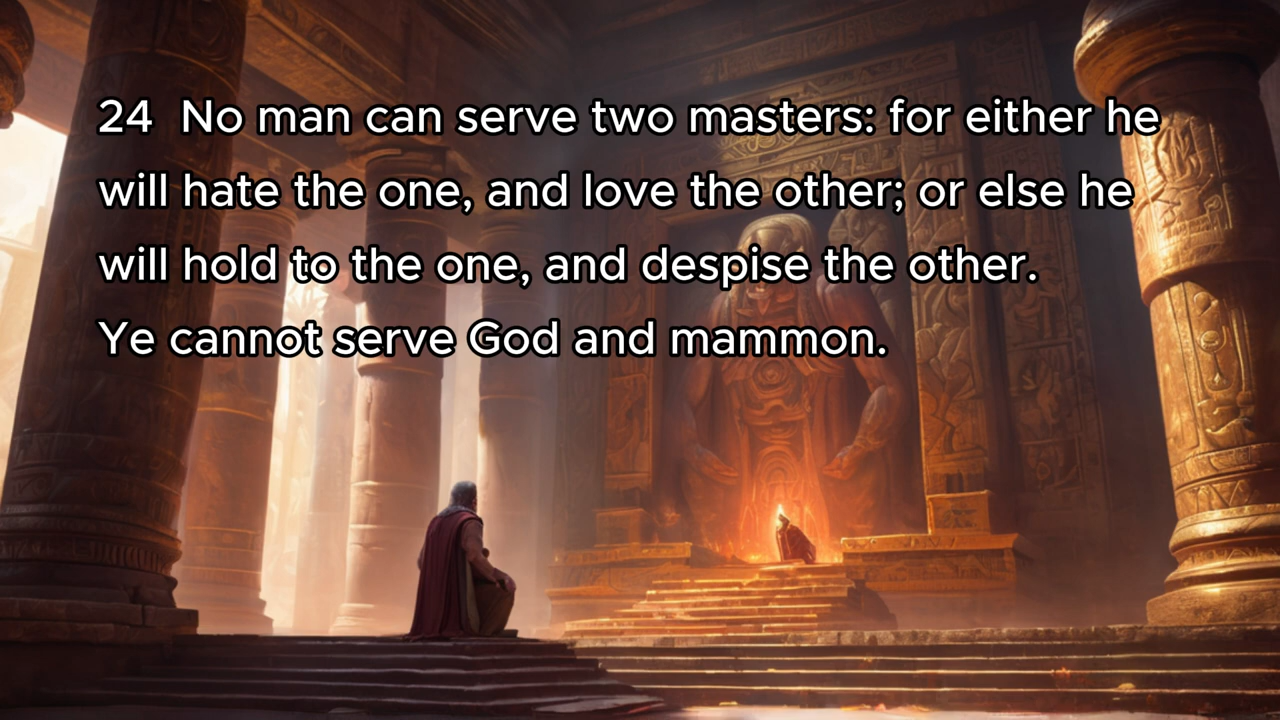 24  No man can serve two masters: for either he
will hate the one, and love the other; or else he
will hold to the one, and despise the other.
Ye cannot serve God and mammon.